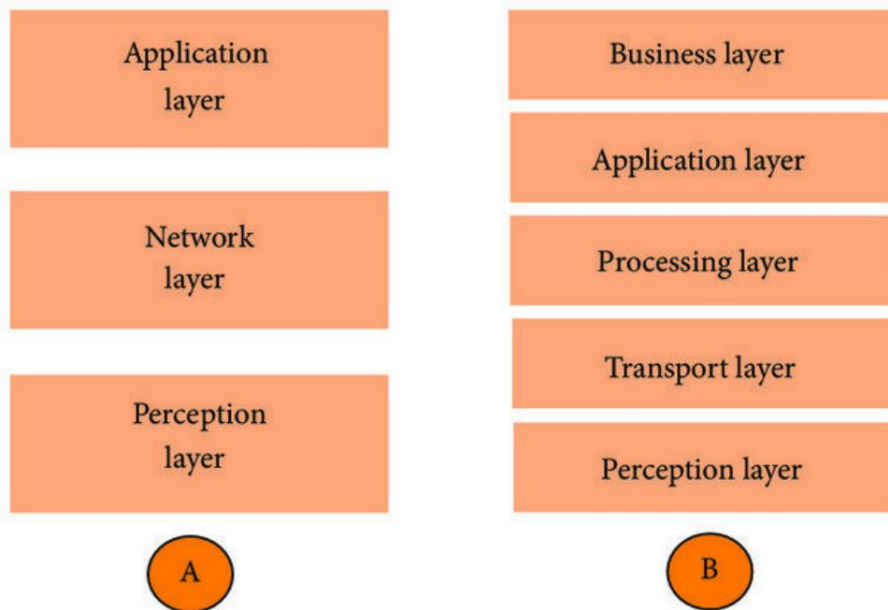 Application
layer
Network
layer
Perception
layer
A
Business layer
Application layer
Processing layer
Transport layer
Perception layer
B